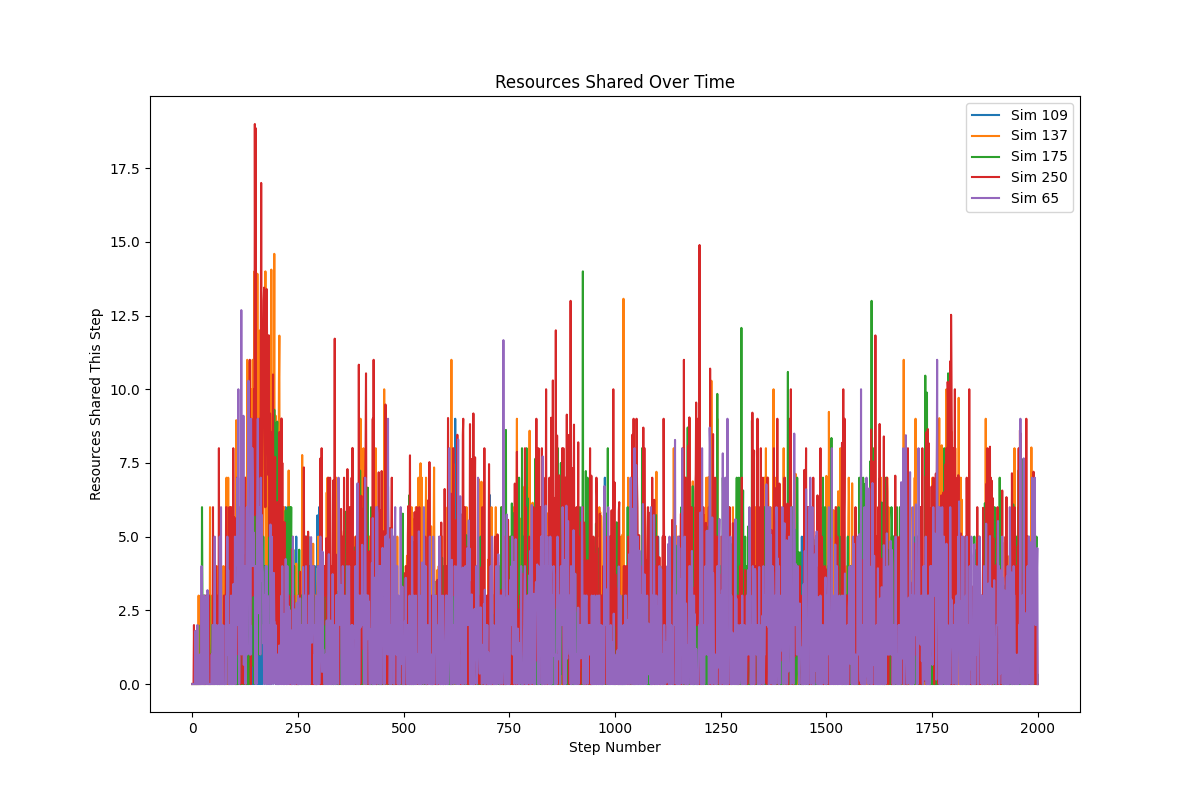 Resources Shared Over Time
Sim 109
Sim 137
Sim 175
Sim 250
Sim 65
Resources Shared This Step
17.5
15.0
12.5
10.0
7.5
5.0
2.5
0.0
0 250 500 750 1000 1250 1500 1750 2000
Step Number